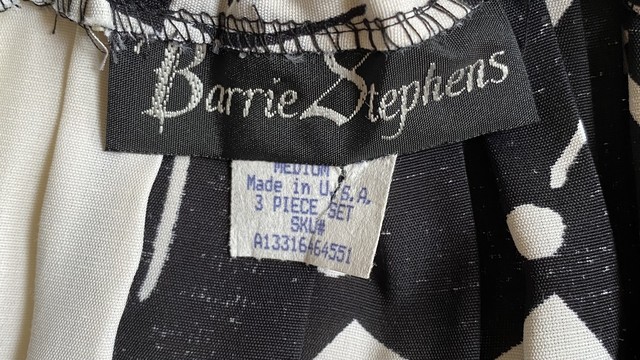 Barrie Stephens
MEDIUM
Made in U.S.A.
3 PIECE SET
SKU#
A13316464551